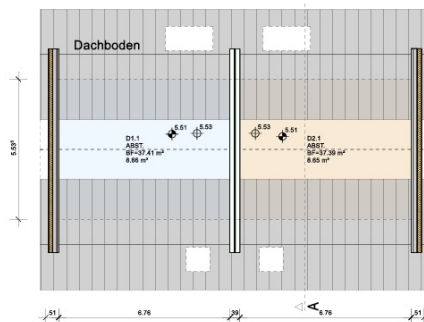 Dachboden
5.51
5.53
5.53
5.51
D1.1
ABST.
BF=37.41 m²
8.66 m²
D2.1
ABST.
BF=37.39 m²
8.65 m²
5.53⁵
A
.51
6.76
.39
6.76
.51